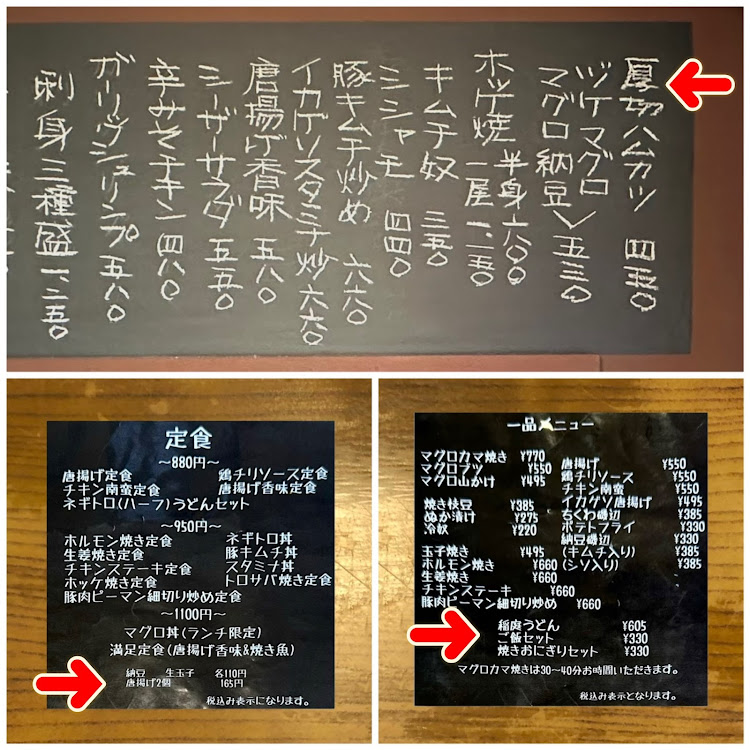 厚切ハムカツ 四五〇
ヅケマグロ
マグロ納豆 五三〇
ホッケ焼 半身 六〇〇
一尾 一、一五〇
キムチ奴 三五〇
シシャモ 四四〇
豚キムチ炒め 六六〇
イカゲソスタミナ炒 六六〇
唐揚げ香味 五八〇
シーザーサラダ 五五〇
辛みそチキン 四八〇
ガーリックシュリンプ 五八〇
刺身三種盛 一、二五〇
定食
〜880円〜
唐揚げ定食 鶏チリソース定食
チキン南蛮定食 唐揚げ香味定食
ネギトロ(ハーフ)うどんセット
〜950円〜
ホルモン焼き定食 ネギトロ丼
生姜焼き定食 豚キムチ丼
チキンステーキ定食 スタミナ丼
ホッケ焼き定食 トロサバ焼き定食
豚肉ピーマン細切り炒め定食
〜1100円〜
マグロ丼(ランチ限定)
満足定食(唐揚げ香味&焼き魚)
納豆 生玉子 各110円
唐揚げ2個 165円
税込み表示になります。
一品メニュー
マグロカマ焼き ¥770
マグロブツ ¥550
マグロ山かけ ¥495
焼き枝豆 ¥385
ぬか漬け ¥275
冷飲 ¥220
玉子焼き ¥495
ホルモン焼き ¥660
生姜焼き ¥660
チキンステーキ ¥660
豚肉ピーマン細切り炒め ¥660
唐揚げ ¥550
鶏チリソース ¥550
チキン南蛮 ¥550
イカゲソ唐揚げ ¥495
ちくわ磯辺 ¥385
ポテトフライ ¥330
納豆磯辺 ¥330
(キムチ入り) ¥385
(シソ入り) ¥385
稲庭うどん ¥605
ご飯セット ¥330
焼きおにぎりセット ¥330
マグロカマ焼きは30〜40分お時間いただきます。
税込み表示となります。